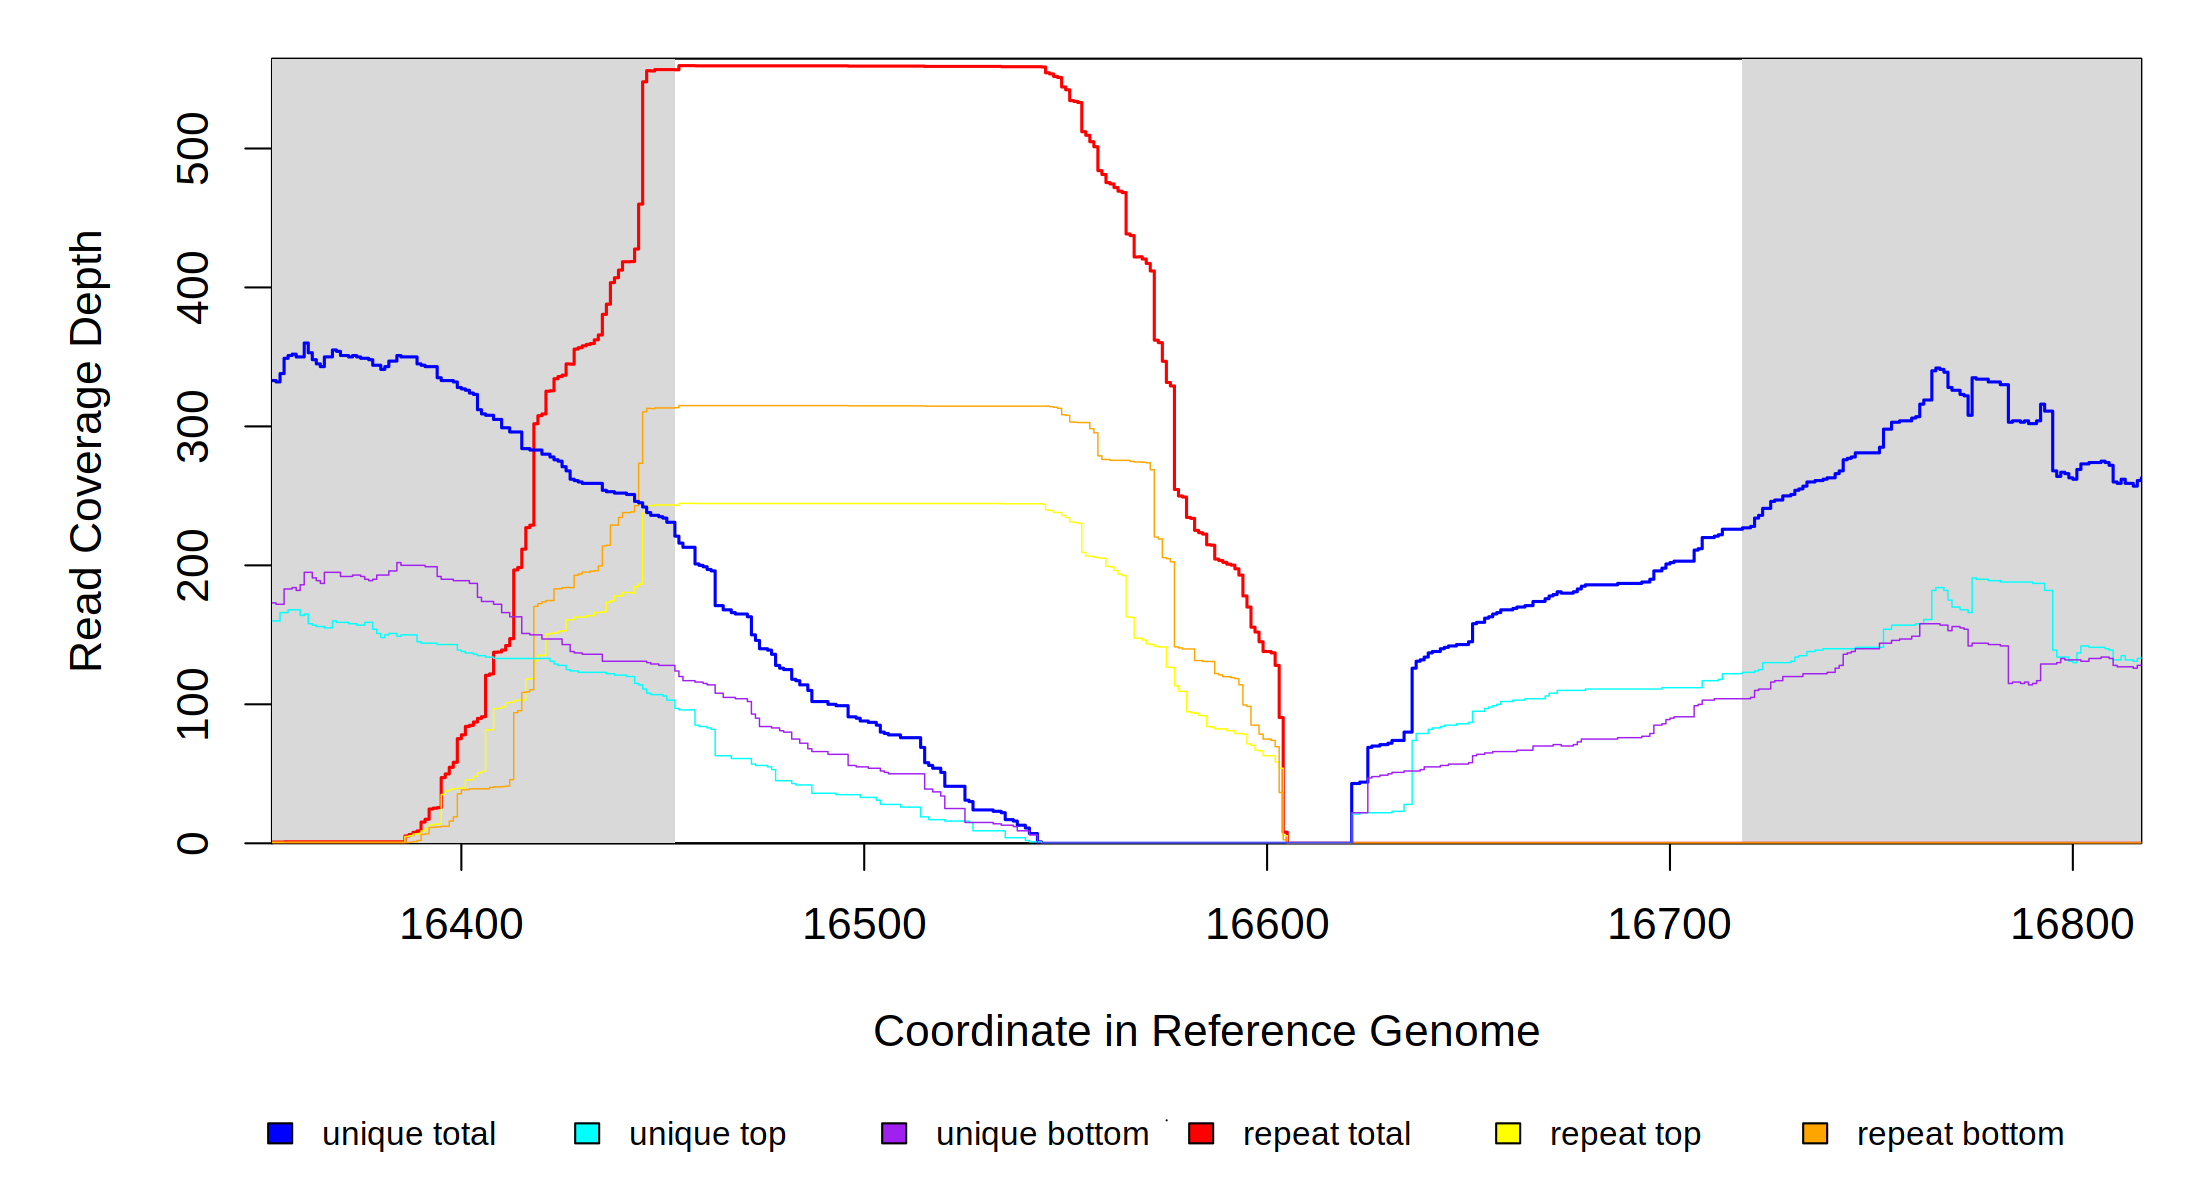 Read Coverage Depth
500
400
300
200
100
0
16400 16500 16600 16700 16800
Coordinate in Reference Genome
unique total unique top unique bottom repeat total repeat top repeat bottom